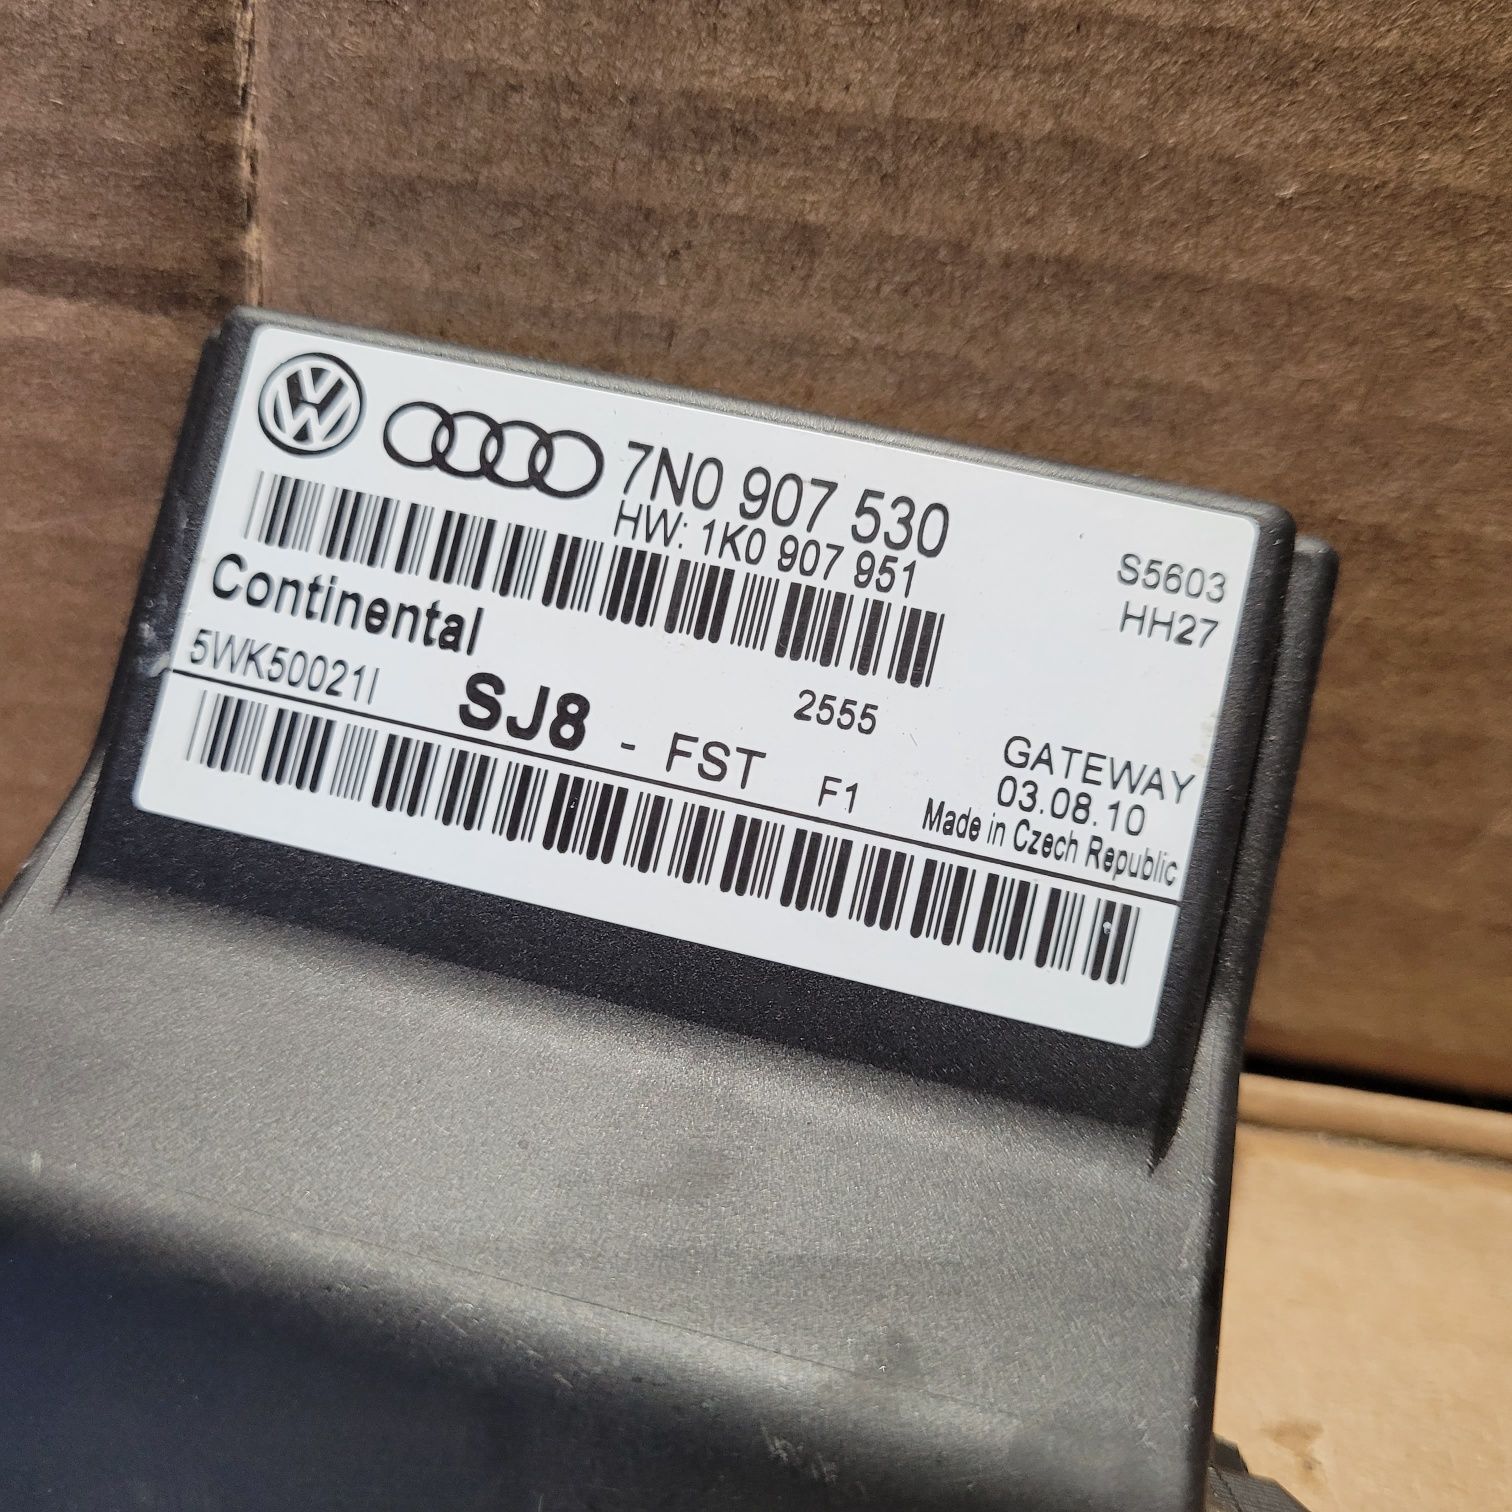 7N0 907 530
HW: 1K0 907 951
S5603
HH27
Continental
5WK50021I
SJ8 - FST F1
2555
GATEWAY
03.08.10
Made in Czech Republic